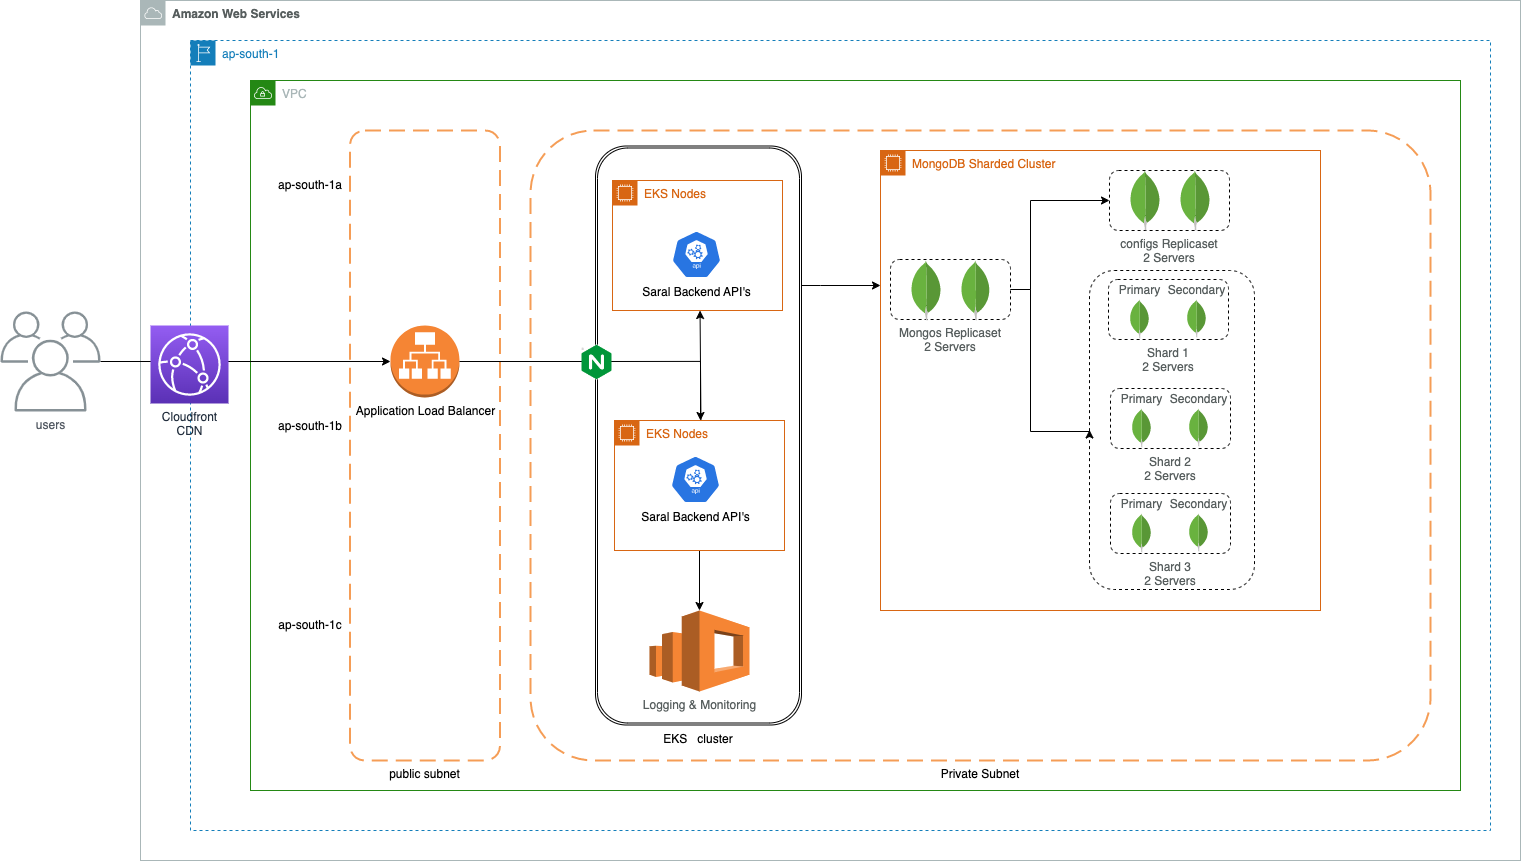 Amazon Web Services
ap-south-1
VPC
ap-south-1a
ap-south-1b
ap-south-1c
users
Cloudfront
CDN
Application Load Balancer
public subnet
N
EKS Nodes
api
Saral Backend API's
EKS Nodes
api
Saral Backend API's
Logging & Monitoring
EKS cluster
Private Subnet
MongoDB Sharded Cluster
Mongos Replicaset
2 Servers
configs Replicaset
2 Servers
Primary Secondary
Shard 1
2 Servers
Primary Secondary
Shard 2
2 Servers
Primary Secondary
Shard 3
2 Servers